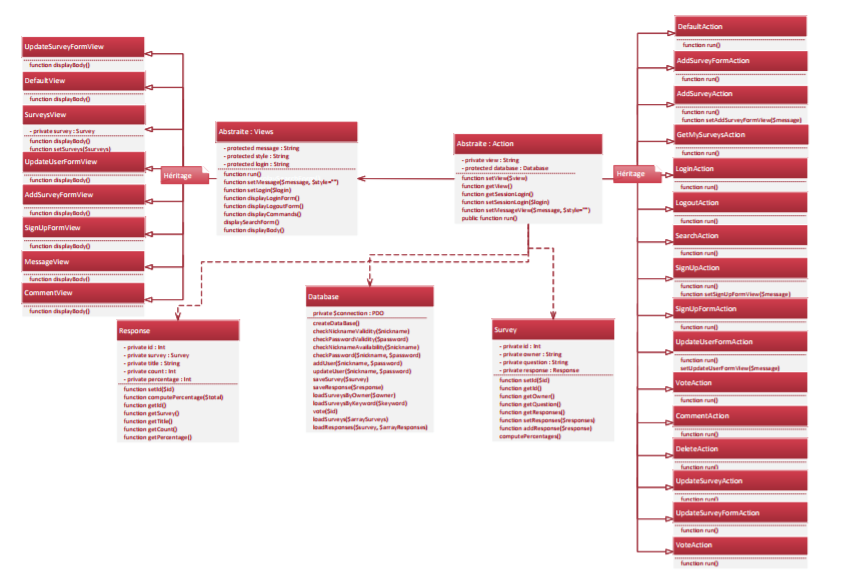 UpdateSurveyFormView
function displayBody()
DefaultView
function displayBody()
SurveysView
- private survey : Survey
function displayBody()
function setSurveys($surveys)
UpdateUserFormView
function displayBody()
AddSurveyFormView
function displayBody()
SignUpFormView
function displayBody()
MessageView
function displayBody()
CommentView
function displayBody()
Héritage
Abstraite : Views
- protected message : String
- protected style : String
- protected login : String
function run()
function setMessage($message, $style="")
function setLogin($login)
function displayLoginForm()
function displayLogoutForm()
function displayCommands()
displaySearchForm()
function displayBody()
Abstraite : Action
- private view : String
- protected database : Database
function setView($view)
function getView()
function getSessionLogin()
function setSessionLogin($login)
function setMessageView($message, $style="")
public function run()
Héritage
Response
- private id : Int
- private survey : Survey
- private title : String
- private count : Int
- private percentage : Int
function setId($id)
function computePercentage($total)
function getId()
function getSurvey()
function getTitle()
function getCount()
function getPercentage()
Database
private $connection : PDO
createDataBase()
checkNicknameValidity($nickname)
checkPasswordValidity($password)
checkNicknameAvailability($nickname)
checkPassword($nickname, $password)
addUser($nickname, $password)
updateUser($nickname, $password)
saveSurvey($survey)
saveResponse($response)
loadSurveysByOwner($owner)
loadSurveysByKeyword($keyword)
vote($id)
loadSurveys($arraySurveys)
loadResponses($survey, $arrayResponses)
Survey
- private id : Int
- private owner : String
- private question : String
- private response : Response
function setId($id)
function getId()
function getOwner()
function getQuestion()
function getResponses()
function setResponses($responses)
function addResponse($response)
computePercentages()
DefaultAction
function run()
AddSurveyFormAction
function run()
AddSurveyAction
function run()
function setAddSurveyFormView($message)
GetMySurveysAction
function run()
LoginAction
function run()
LogoutAction
function run()
SearchAction
function run()
SignUpAction
function run()
function setSignUpFormView($message)
SignUpFormAction
function run()
UpdateUserFormAction
function run()
setUpdateUserFormView($message)
VoteAction
function run()
CommentAction
function run()
DeleteAction
function run()
UpdateSurveyAction
function run()
UpdateSurveyFormAction
function run()
VoteAction
function run()